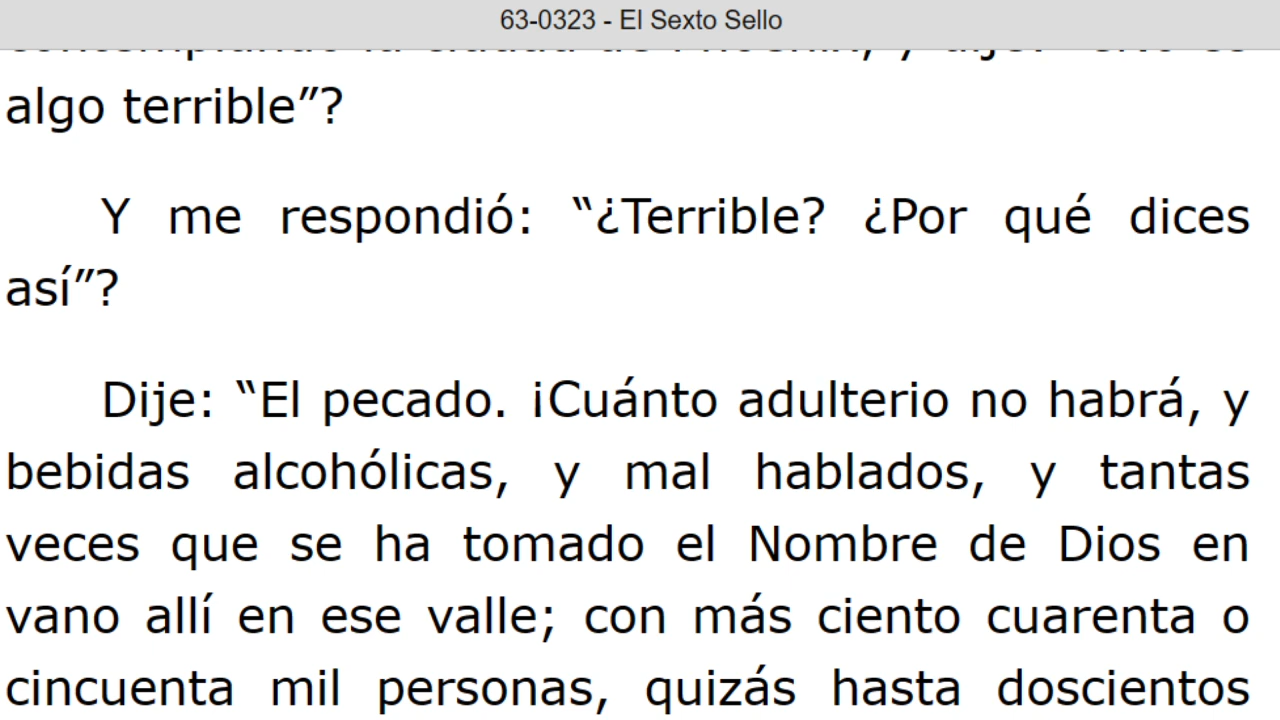 63-0323 - El Sexto Sello
algo terrible”?
Y me respondió: “¿Terrible? ¿Por qué dices
así”?
Dije: “El pecado. ¡Cuánto adulterio no habrá, y
bebidas alcohólicas, y mal hablados, y tantas
veces que se ha tomado el Nombre de Dios en
vano allí en ese valle; con más ciento cuarenta o
cincuenta mil personas, quizás hasta doscientos